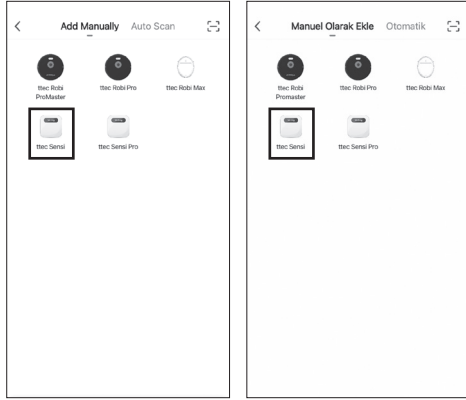 Add Manually Auto Scan
ttec Robi ttec Robi Pro ttec Robi Max
ProMaster
ttec Sensi ttec Sensi Pro
Manuel Olarak Ekle Otomatik
ttec Robi ttec Robi Pro ttec Robi Max
Promaster
ttec Sensi ttec Sensi Pro